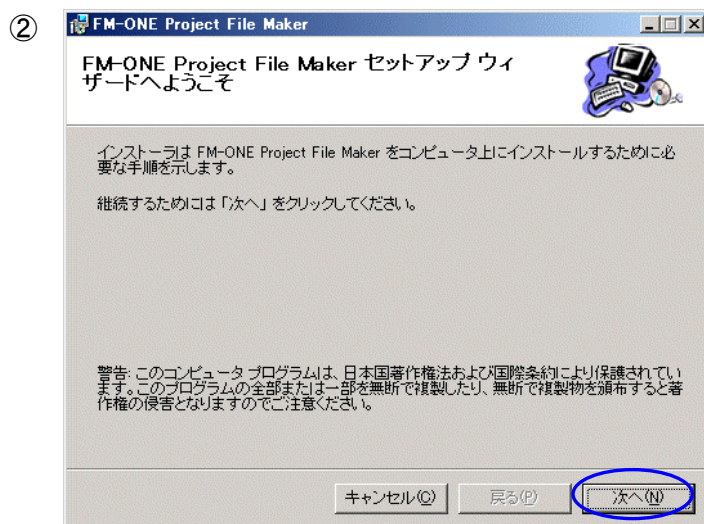 ②
FM-ONE Project File Maker
FM-ONE Project File Maker セットアップ ウィ
ザードへようこそ
インストーラは FM-ONE Project File Maker をコンピュータ上にインストールするために必
要な手順を示します。
継続するためには「次へ」をクリックしてください。
警告: このコンピュータ プログラムは、日本国著作権法および国際条約により保護されてい
ます。このプログラムの全部または一部を無断で複製したり、無断で複製物を頒布すると著
作権の侵害となりますのでご注意ください。
キャンセル(C) 戻る(P) 次へ(N)